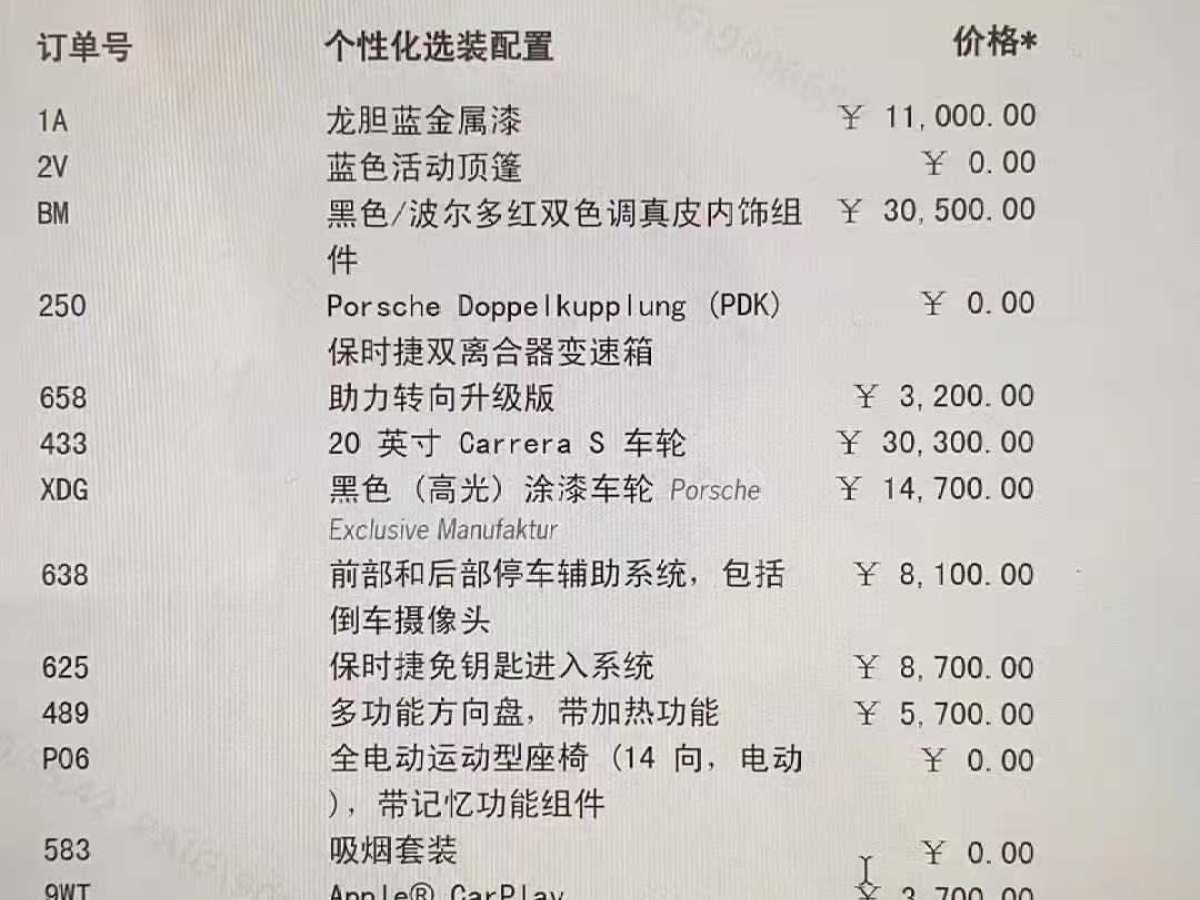 订单号 个性化选装配置 价格*
1A 龙胆蓝金属漆 ¥ 11,000.00
2V 蓝色活动顶篷 ¥ 0.00
BM 黑色/波尔多红双色调真皮内饰组 ¥ 30,500.00
件
250 Porsche Doppelkupplung (PDK) ¥ 0.00
保时捷双离合器变速箱
658 助力转向升级版 ¥ 3,200.00
433 20 英寸 Carrera S 车轮 ¥ 30,300.00
XDG 黑色（高光）涂漆车轮 Porsche ¥ 14,700.00
Exclusive Manufaktur
638 前部和后部停车辅助系统，包括 ¥ 8,100.00
倒车摄像头
625 保时捷免钥匙进入系统 ¥ 8,700.00
489 多功能方向盘，带加热功能 ¥ 5,700.00
P06 全电动运动型座椅 (14 向，电动 ¥ 0.00
)，带记忆功能组件
583 吸烟套装 ¥ 0.00
9WT Apple® CarPlay ¥ 3,700.00